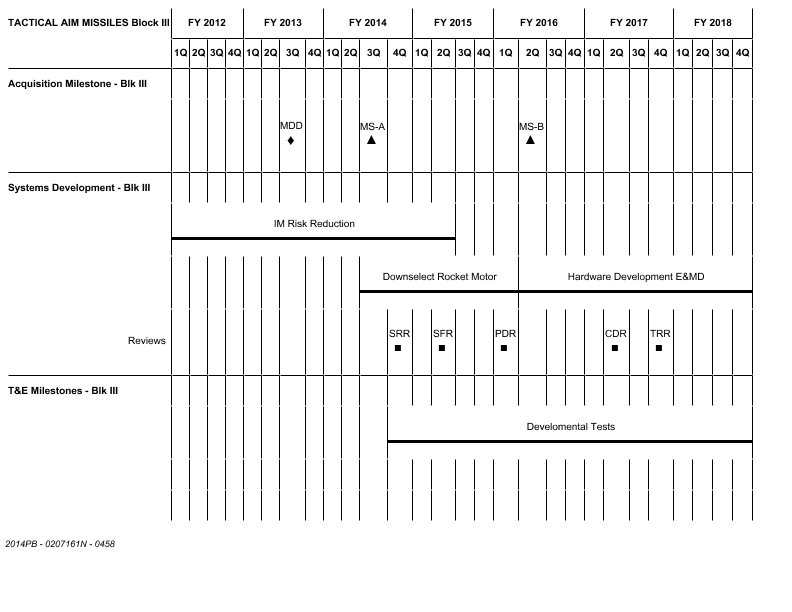 TACTICAL AIM MISSILES Block III FY 2012 FY 2013 FY 2014 FY 2015 FY 2016 FY 2017 FY 2018
1Q 2Q 3Q 4Q 1Q 2Q 3Q 4Q 1Q 2Q 3Q 4Q 1Q 2Q 3Q 4Q 1Q 2Q 3Q 4Q 1Q 2Q 3Q 4Q 1Q 2Q 3Q 4Q
Acquisition Milestone - Blk III
MDD MS-A MS-B
Systems Development - Blk III
IM Risk Reduction
Downselect Rocket Motor Hardware Development E&MD
SRR SFR PDR CDR TRR
Reviews
T&E Milestones - Blk III
Develomental Tests
2014PB - 0207161N - 0458